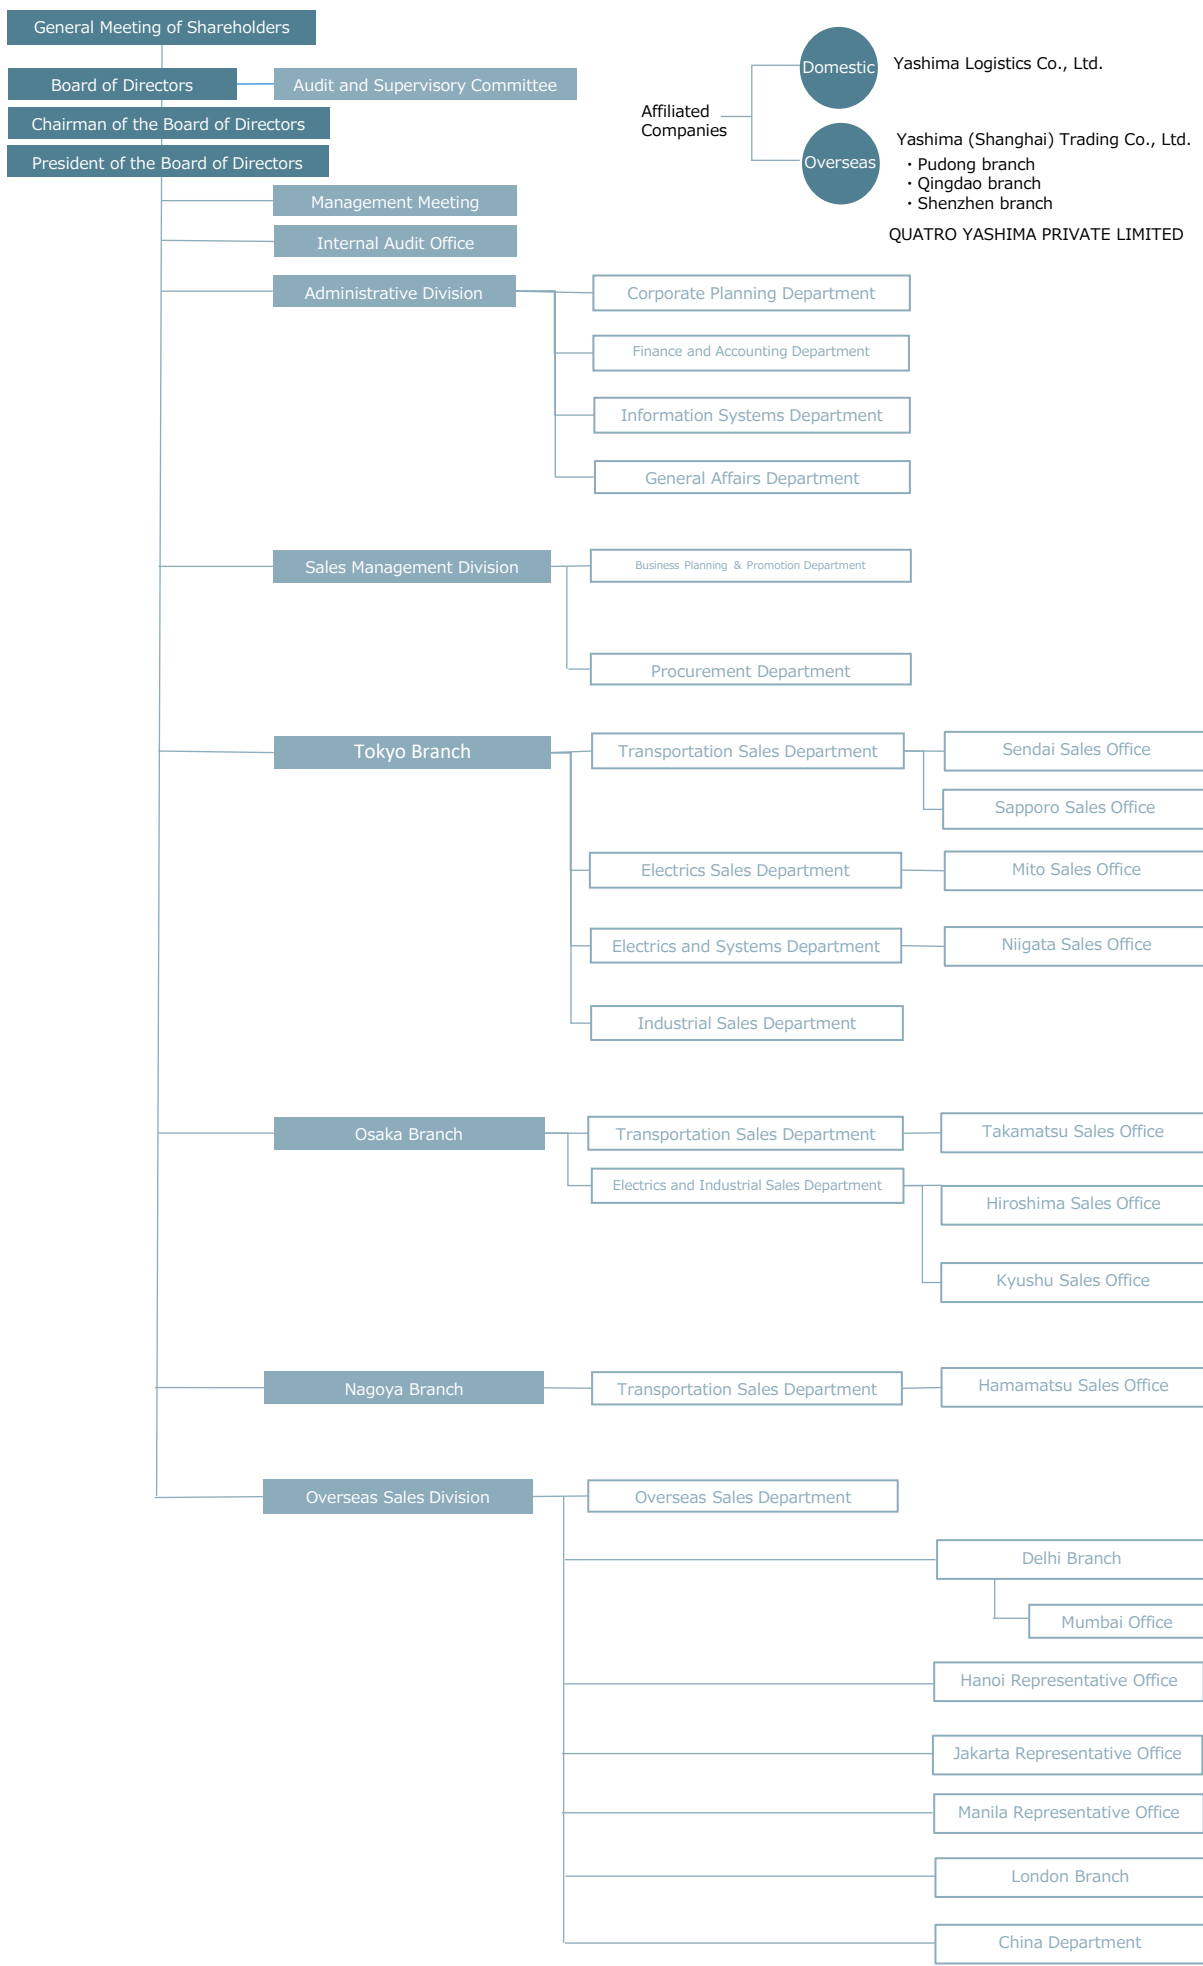 General Meeting of Shareholders
Board of Directors
Audit and Supervisory Committee
Chairman of the Board of Directors
President of the Board of Directors
Affiliated
Companies
Domestic
Yashima Logistics Co., Ltd.
Overseas
Yashima (Shanghai) Trading Co., Ltd.
・Pudong branch
・Qingdao branch
・Shenzhen branch
QUATRO YASHIMA PRIVATE LIMITED
Management Meeting
Internal Audit Office
Administrative Division
Corporate Planning Department
Finance and Accounting Department
Information Systems Department
General Affairs Department
Sales Management Division
Business Planning & Promotion Department
Procurement Department
Tokyo Branch
Transportation Sales Department
Sendai Sales Office
Sapporo Sales Office
Electrics Sales Department
Mito Sales Office
Electrics and Systems Department
Niigata Sales Office
Industrial Sales Department
Osaka Branch
Transportation Sales Department
Takamatsu Sales Office
Electrics and Industrial Sales Department
Hiroshima Sales Office
Kyushu Sales Office
Nagoya Branch
Transportation Sales Department
Hamamatsu Sales Office
Overseas Sales Division
Overseas Sales Department
Delhi Branch
Mumbai Office
Hanoi Representative Office
Jakarta Representative Office
Manila Representative Office
London Branch
China Department